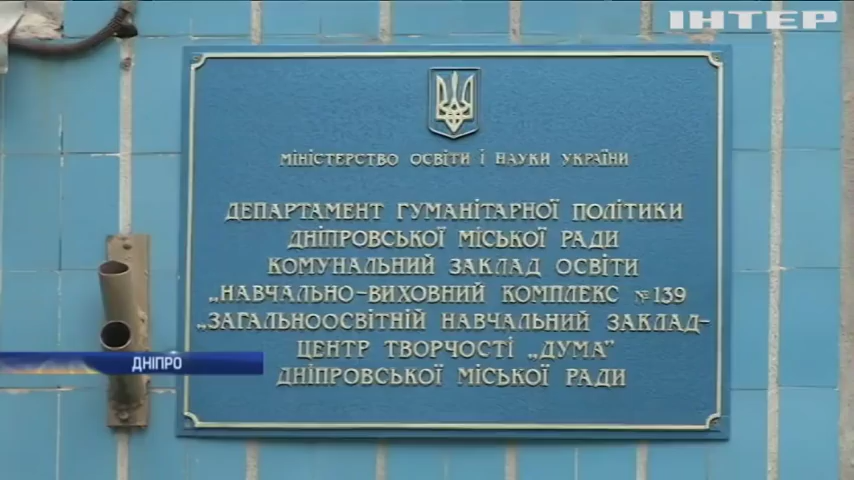 ІНТЕР
МІНІСТЕРСТВО ОСВІТИ І НАУКИ УКРАЇНИ
ДЕПАРТАМЕНТ ГУМАНІТАРНОЇ ПОЛІТИКИ
ДНІПРОВСЬКОЇ МІСЬКОЇ РАДИ
КОМУНАЛЬНИЙ ЗАКЛАД ОСВІТИ
„НАВЧАЛЬНО-ВИХОВНИЙ КОМПЛЕКС №139
„ЗАГАЛЬНООСВІТНІЙ НАВЧАЛЬНИЙ ЗАКЛАД-
ЦЕНТР ТВОРЧОСТІ „ДУМА"
ДНІПРОВСЬКОЇ МІСЬКОЇ РАДИ
ДНІПРО